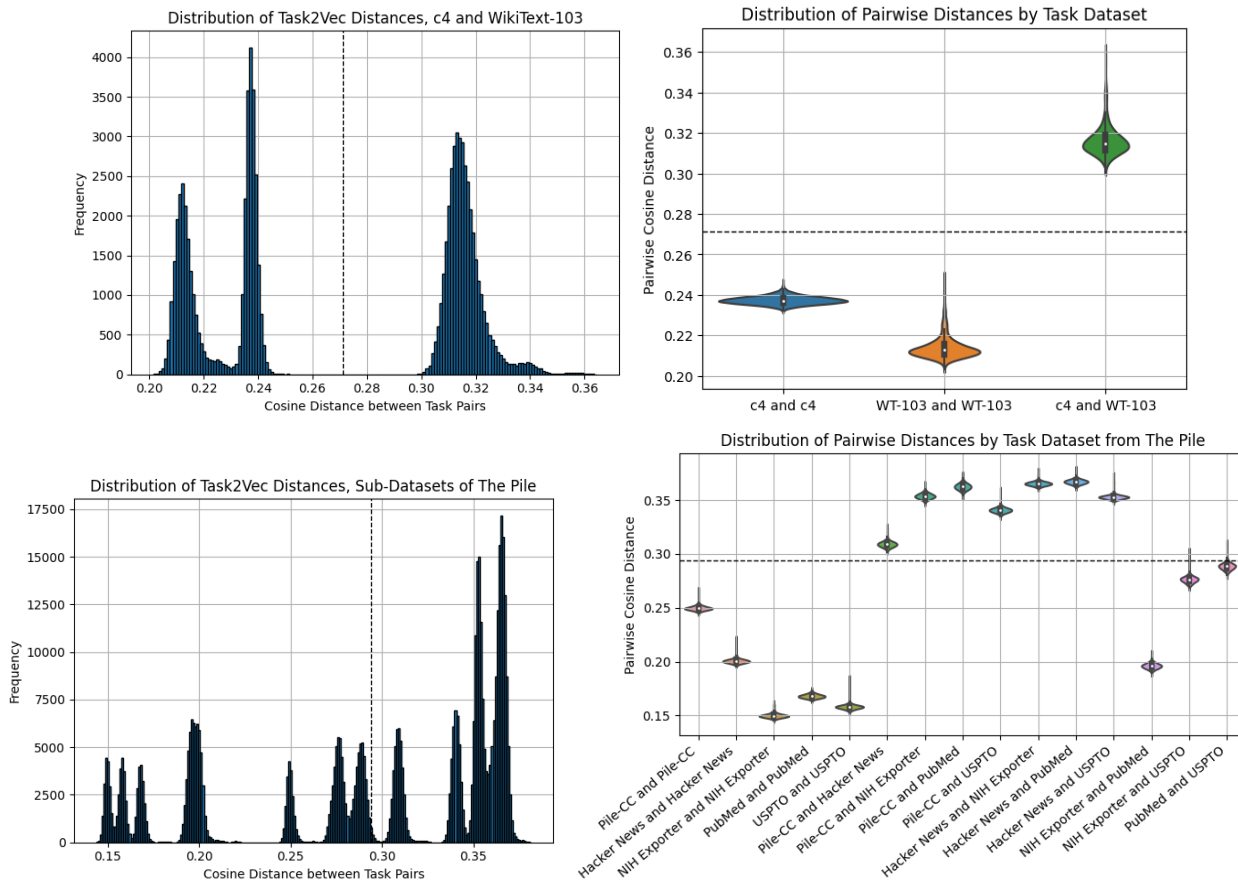 Distribution of Task2Vec Distances, c4 and WikiText-103
4000
3500
3000
2500
2000
1500
1000
500
0
Frequency
0.20 0.22 0.24 0.26 0.28 0.30 0.32 0.34 0.36
Cosine Distance between Task Pairs
Distribution of Pairwise Distances by Task Dataset
0.36
0.34
0.32
0.30
0.28
0.26
0.24
0.22
0.20
Pairwise Cosine Distance
c4 and c4 WT-103 and WT-103 c4 and WT-103
Distribution of Task2Vec Distances, Sub-Datasets of The Pile
17500
15000
12500
10000
7500
5000
2500
0
Frequency
0.15 0.20 0.25 0.30 0.35
Cosine Distance between Task Pairs
Distribution of Pairwise Distances by Task Dataset from The Pile
0.35
0.30
0.25
0.20
0.15
Pairwise Cosine Distance
Pile-CC and Pile-CC
Hacker News and Hacker News
NIH Exporter and NIH Exporter
PubMed and PubMed
USPTO and USPTO
Pile-CC and Hacker News
Pile-CC and NIH Exporter
Pile-CC and PubMed
Pile-CC and USPTO
Hacker News and NIH Exporter
Hacker News and PubMed
Hacker News and USPTO
NIH Exporter and PubMed
NIH Exporter and USPTO
PubMed and USPTO